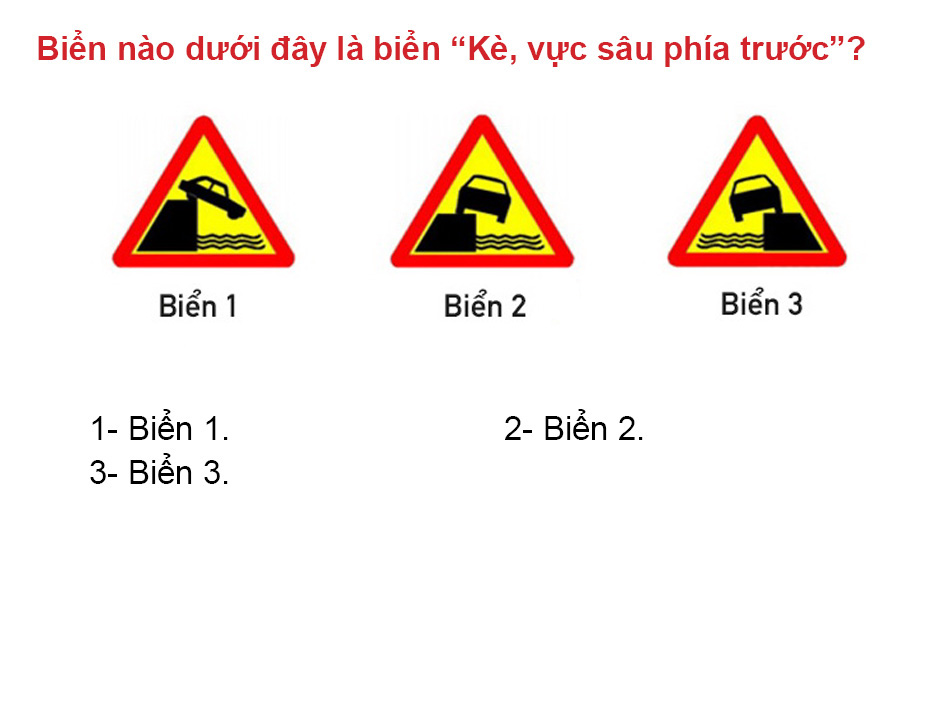 Biển nào dưới đây là biển “Kè, vực sâu phía trước”?
Biển 1 Biển 2 Biển 3
1- Biển 1. 2- Biển 2.
3- Biển 3.